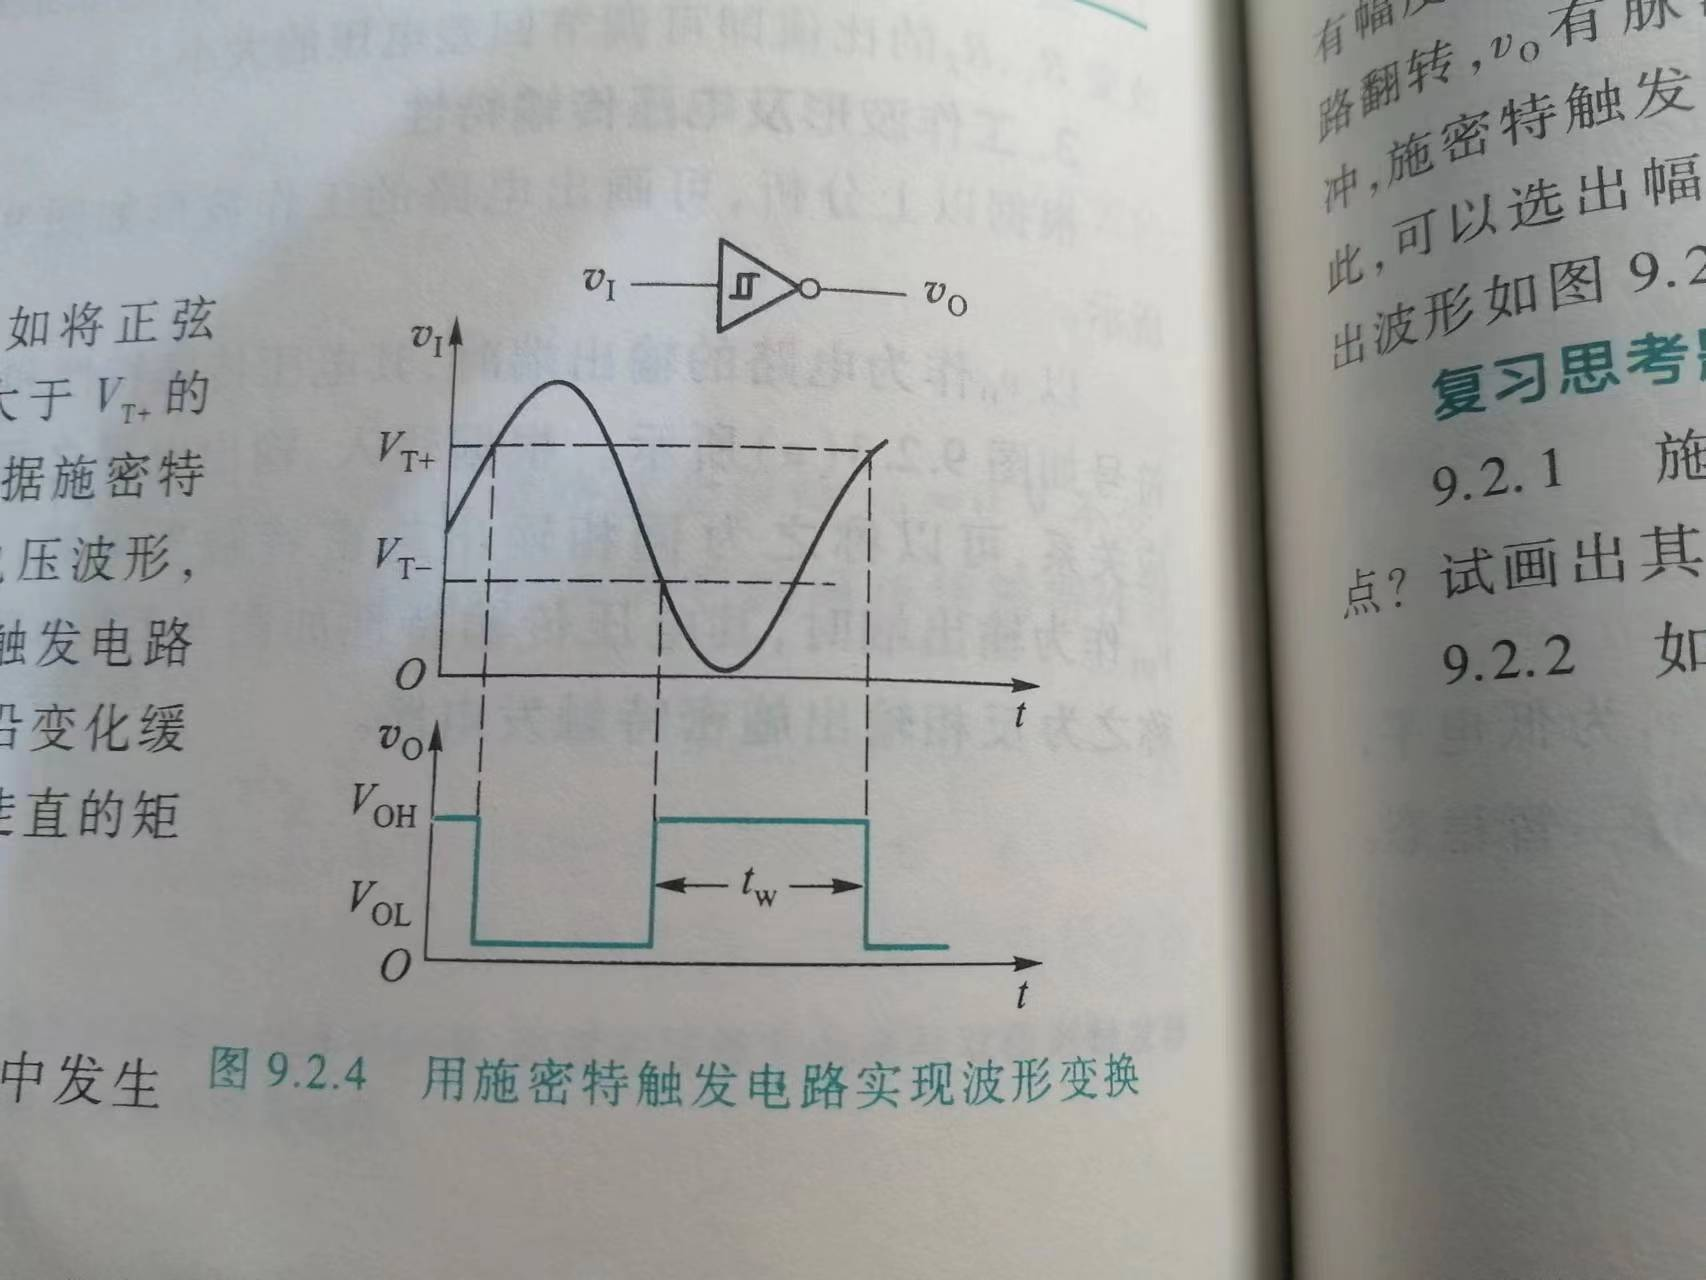 如将正弦
大于 V_T+ 的
据施密特
压波形，
触发电路
沿变化缓
直的矩
中发生
v_I
v_O
v_I
V_T+
V_T−
O
t
v_O
V_OH
V_OL
t_W
O
t
图 9.2.4 用施密特触发电路实现波形变换
有幅度
路翻转，v_O 有脉
冲，施密特触发
此，可以选出幅
出波形如图 9.2
复习思考题
9.2.1 施
点？试画出其
9.2.2 如